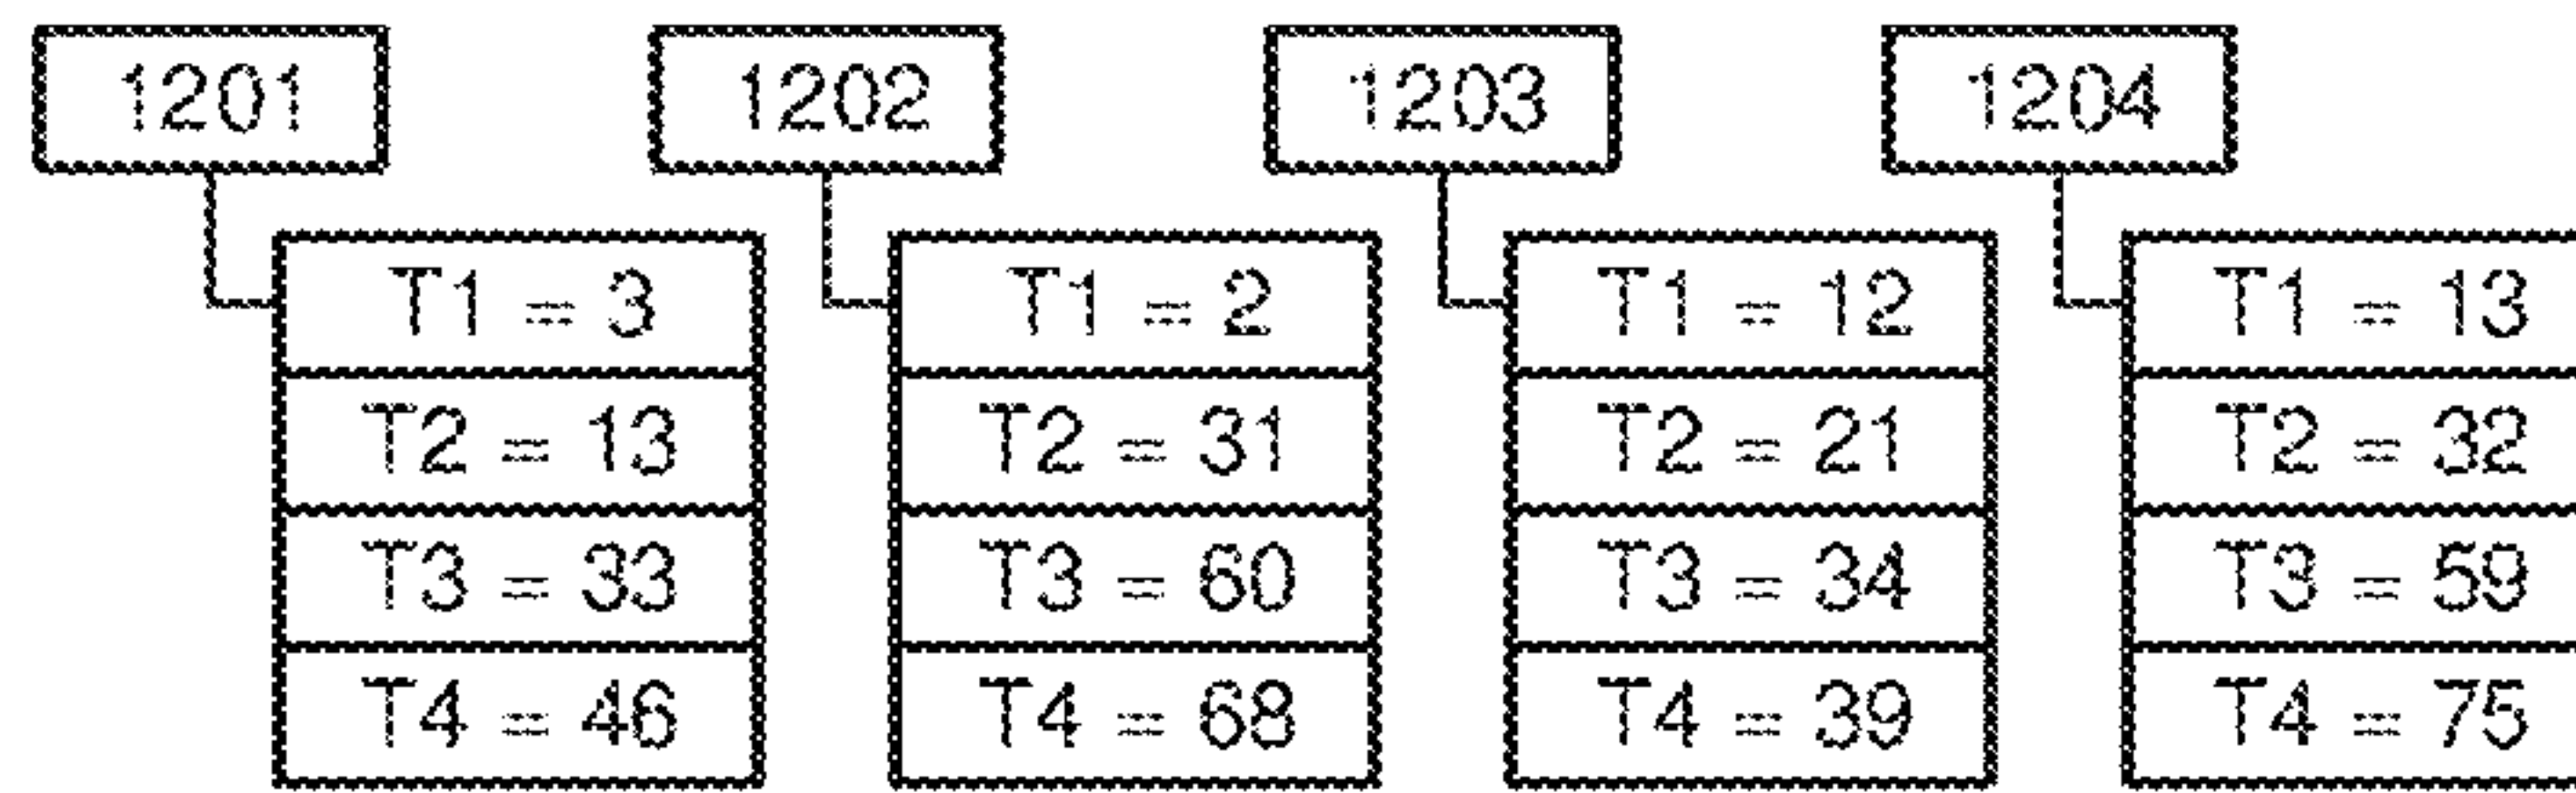 1201 1202 1203 1204
T1 = 3 T1 = 2 T1 = 12 T1 = 13
T2 = 13 T2 = 31 T2 = 21 T2 = 32
T3 = 33 T3 = 60 T3 = 34 T3 = 59
T4 = 46 T4 = 68 T4 = 39 T4 = 75